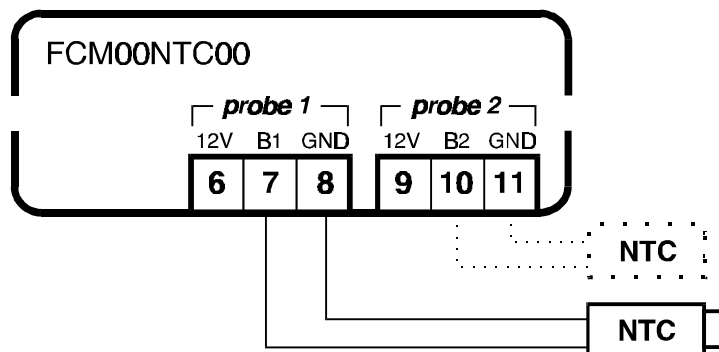 FCM00NTC00
probe 1 probe 2
12V B1 GND 12V B2 GND
6 7 8 9 10 11
NTC
NTC